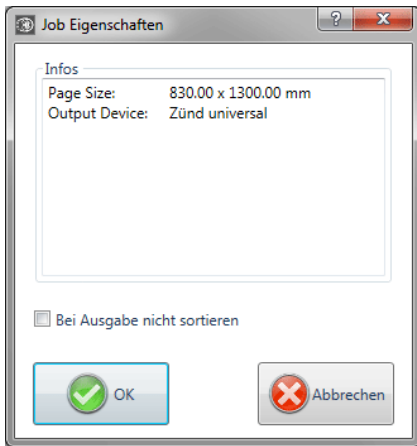 Job Eigenschaften
?
X
Infos
Page Size: 830.00 x 1300.00 mm
Output Device: Zünd universal
Bei Ausgabe nicht sortieren
OK
Abbrechen